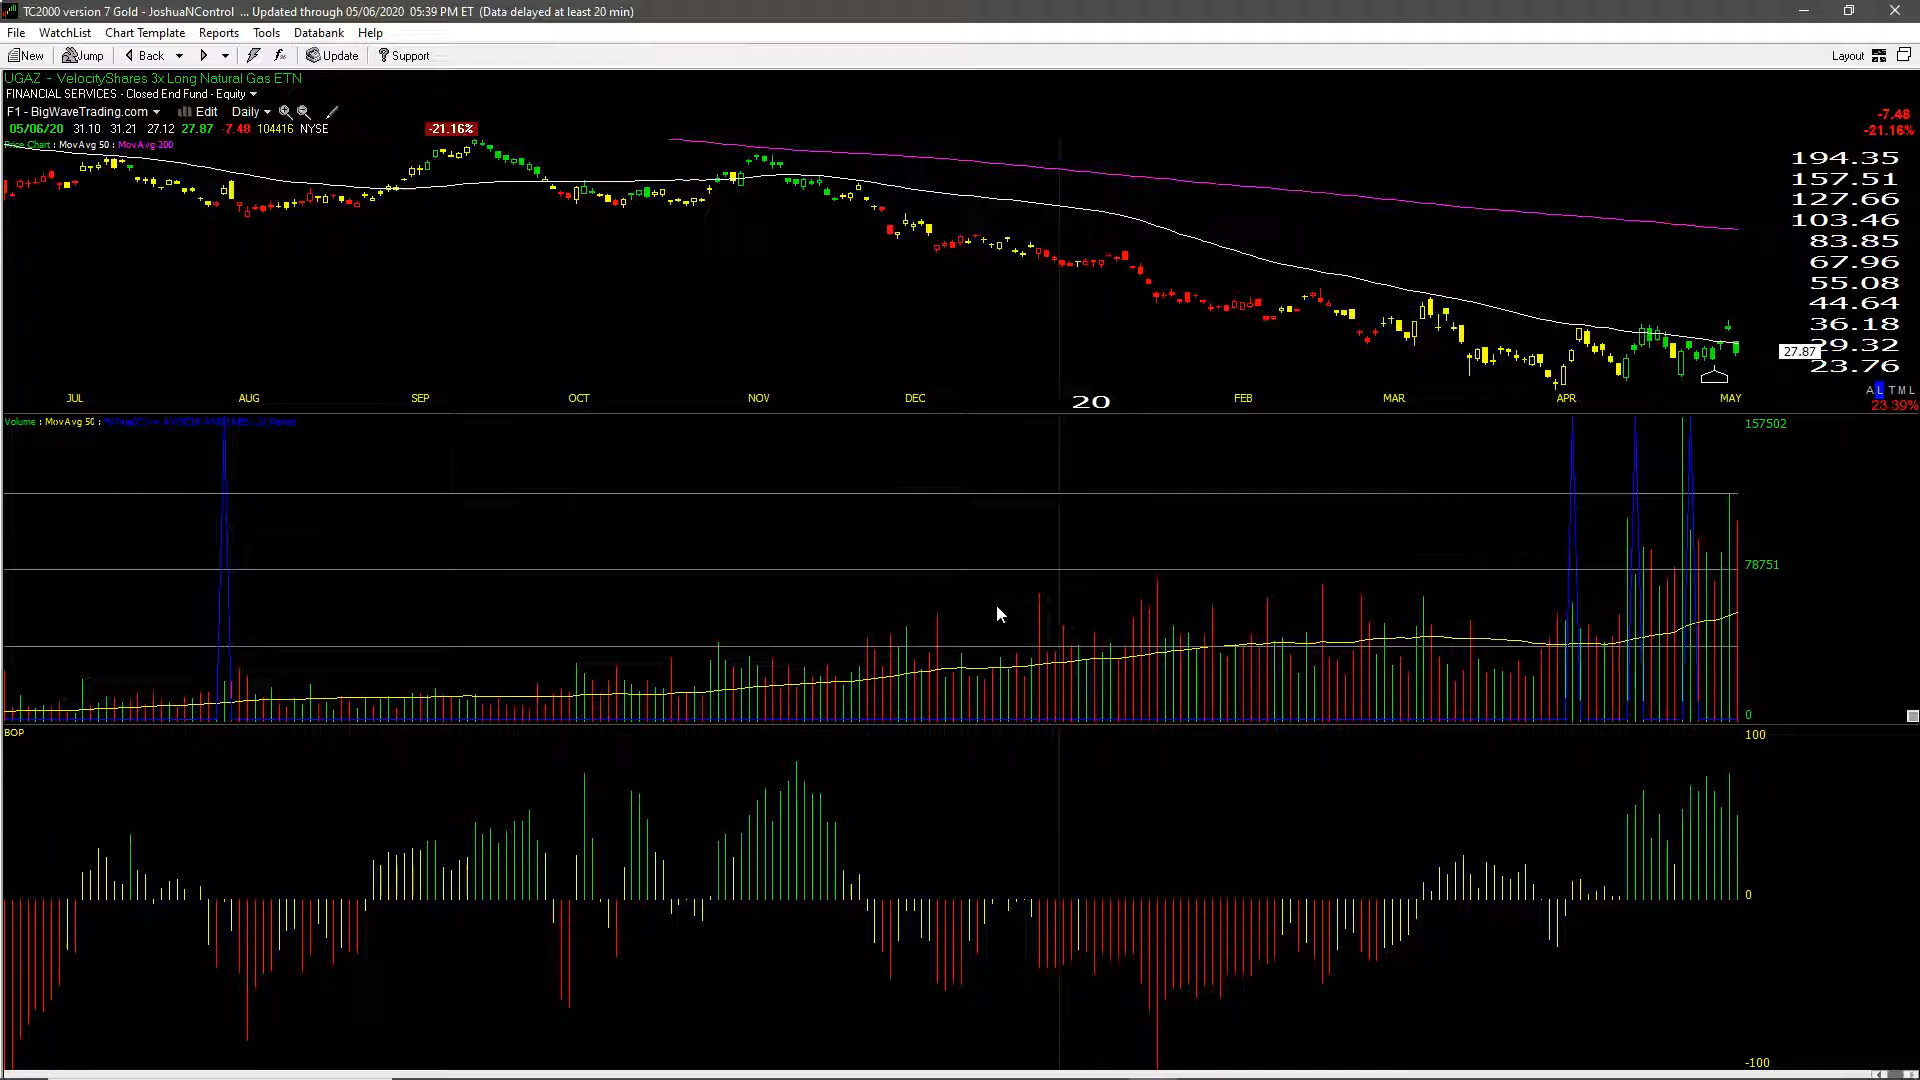 TC2000 version 7 Gold - JoshuaNControl ... Updated through 05/06/2020 05:39 PM ET (Data delayed at least 20 min)
File WatchList Chart Template Reports Tools Databank Help
New Jump Back Update Support Layout
UGAZ - VelocityShares 3x Long Natural Gas ETN
FINANCIAL SERVICES - Closed End Fund - Equity
F1 - BigWaveTrading.com Edit Daily
05/06/20 31.10 31.21 27.12 27.87 -7.48 104416 NYSE
-21.16%
-7.48
-21.16%
Price Chart : MovAvg 50 : MovAvg 200
194.35
157.51
127.66
103.46
83.85
67.96
55.08
44.64
36.18
29.32
27.87
23.76
A L T M L
23.39%
JUL AUG SEP OCT NOV DEC 20 FEB MAR APR MAY
Volume : MovAvg 50 :
157502
78751
0
BOP
100
0
-100